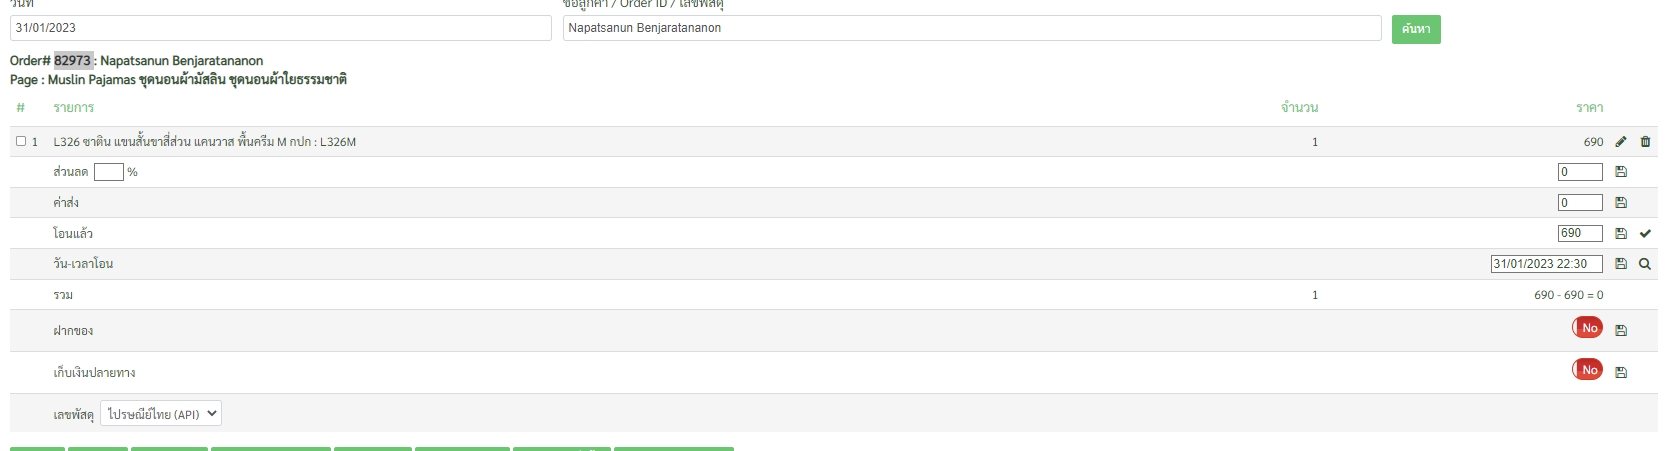 วันที่ ชื่อลูกค้า / Order ID / เลขพัสดุ
31/01/2023 Napatsanun Benjaratananon ค้นหา
Order# 82973 : Napatsanun Benjaratananon
Page : Muslin Pajamas ชุดนอนผ้ามัสลิน ชุดนอนผ้าใยธรรมชาติ
# รายการ จำนวน ราคา
1 L326 ซาติน แขนสั้นขาสี่ส่วน แคนวาส พื้นครีม M กปก : L326M 1 690
ส่วนลด % 0
ค่าส่ง 0
โอนแล้ว 690
วัน-เวลาโอน 31/01/2023 22:30
รวม 1 690 - 690 = 0
ฝากของ No
เก็บเงินปลายทาง No
เลขพัสดุ ไปรษณีย์ไทย (API)